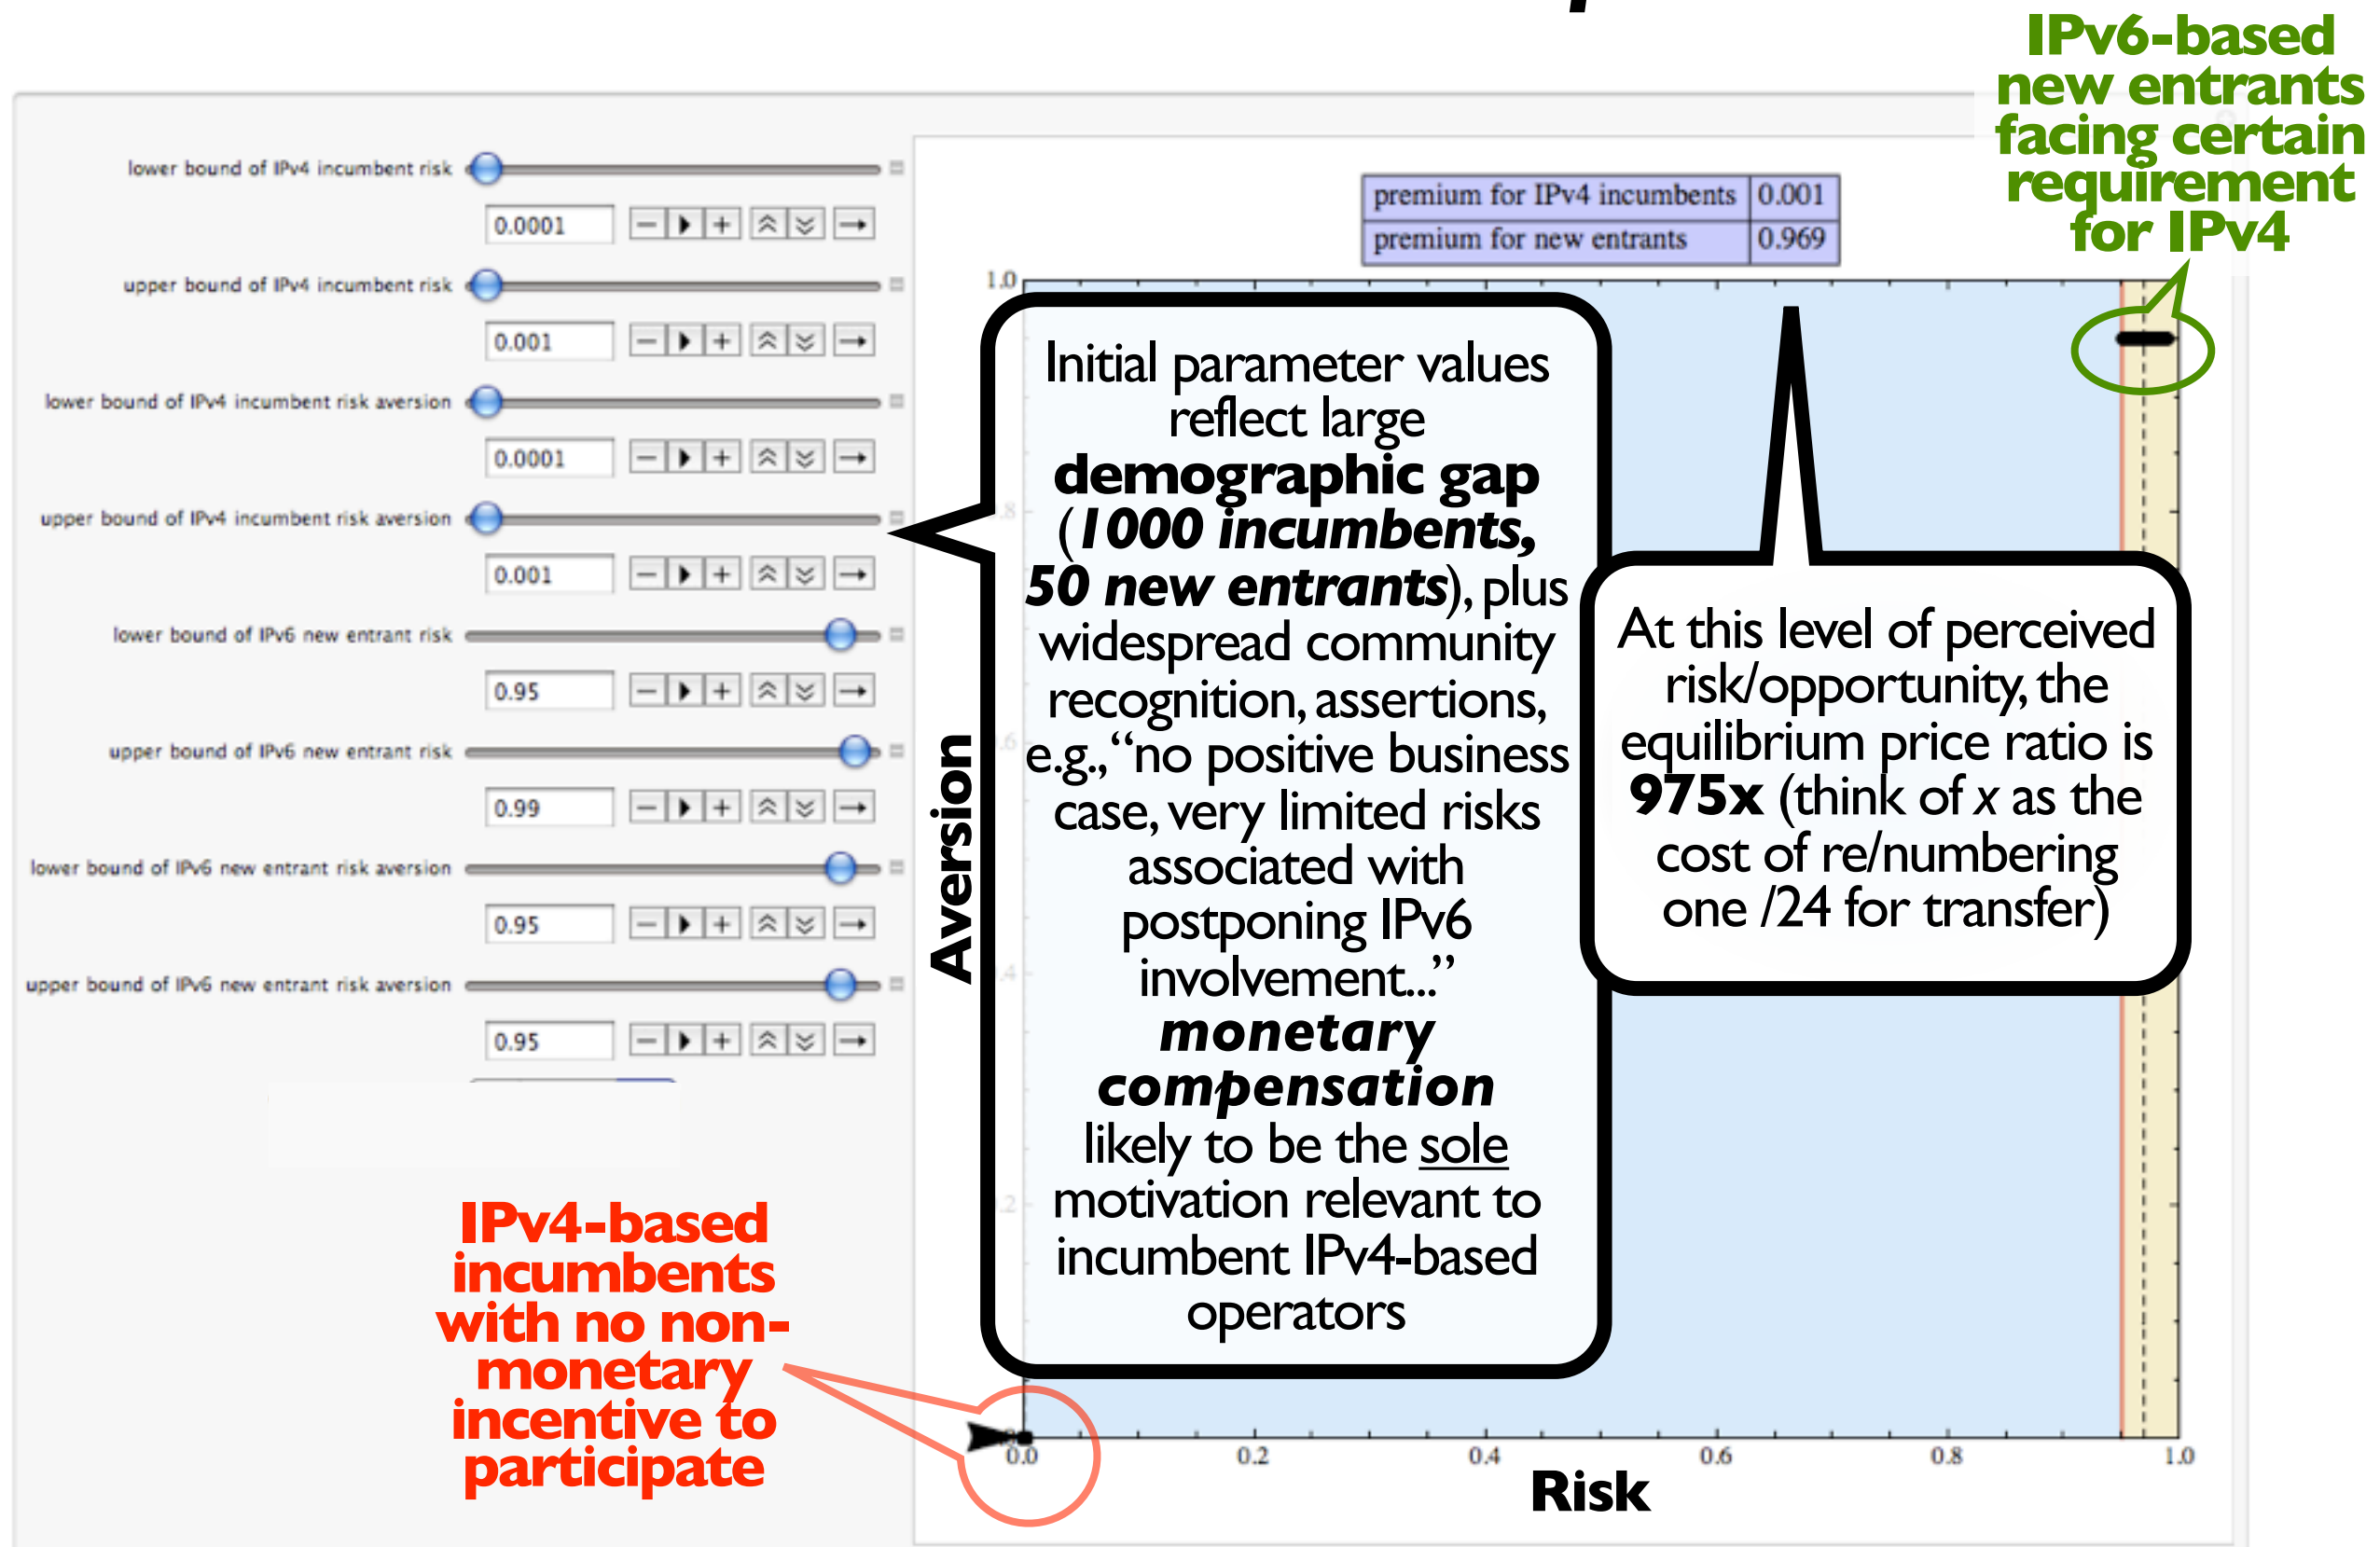 IPv6-based
new entrants
facing certain
requirement
for IPv4
lower bound of IPv4 incumbent risk
0.0001
upper bound of IPv4 incumbent risk
0.001
lower bound of IPv4 incumbent risk aversion
0.0001
upper bound of IPv4 incumbent risk aversion
0.001
lower bound of IPv6 new entrant risk
0.95
upper bound of IPv6 new entrant risk
0.99
lower bound of IPv6 new entrant risk aversion
0.95
upper bound of IPv6 new entrant risk aversion
0.95
premium for IPv4 incumbents 0.001
premium for new entrants 0.969
1.0
.8
.6
.4
.2
Aversion
Initial parameter values
reflect large
demographic gap
(1000 incumbents,
50 new entrants), plus
widespread community
recognition, assertions,
e.g., “no positive business
case, very limited risks
associated with
postponing IPv6
involvement...”
monetary
compensation
likely to be the sole
motivation relevant to
incumbent IPv4-based
operators
At this level of perceived
risk/opportunity, the
equilibrium price ratio is
975x (think of x as the
cost of re/numbering
one /24 for transfer)
IPv4-based
incumbents
with no non-
monetary
incentive to
participate
0.0 0.2 0.4 0.6 0.8 1.0
Risk